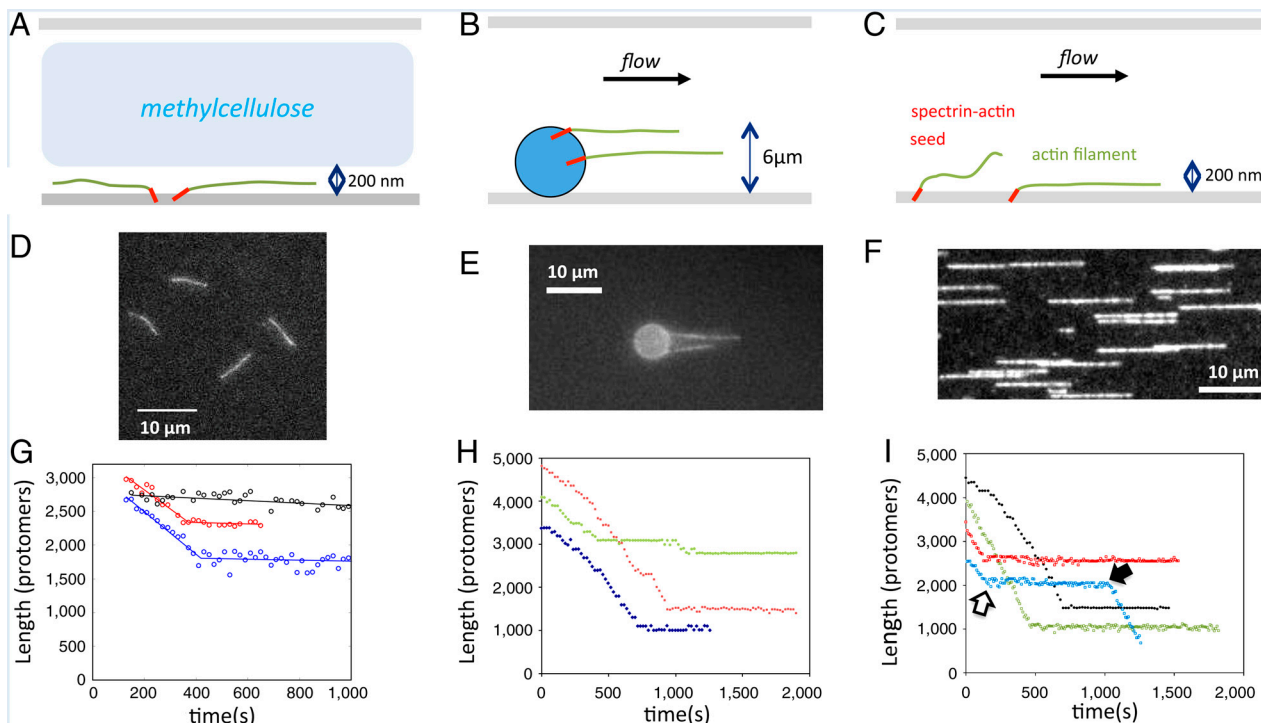 A
methylcellulose
200 nm
B
flow
6μm
C
flow
spectrin-actin
seed
actin filament
200 nm
D
10 μm
E
10 μm
F
10 μm
G
Length (protomers)
3,000
2,500
2,000
1,500
1,000
500
0
0
200
400
600
800
1,000
time(s)
H
Length (protomers)
5,000
4,000
3,000
2,000
1,000
0
0
500
1,000
1,500
2,000
time(s)
I
Length (protomers)
5,000
4,000
3,000
2,000
1,000
0
0
500
1,000
1,500
2,000
time(s)